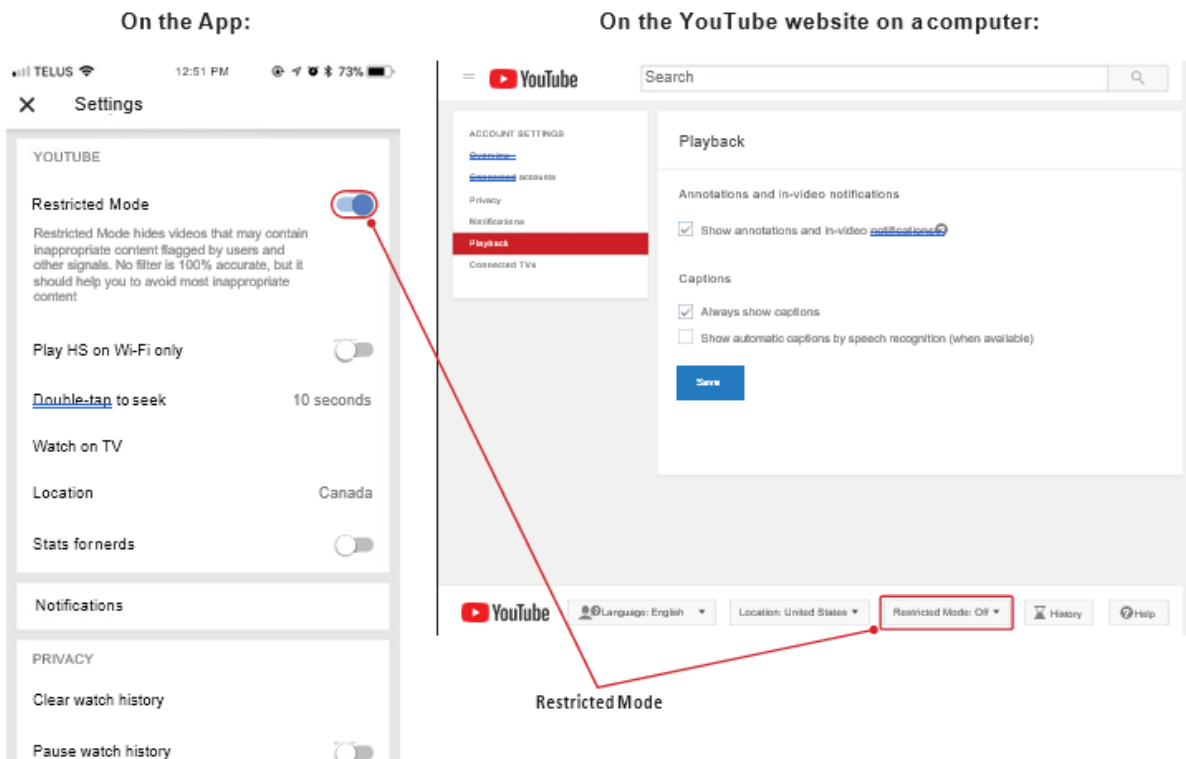 On the App:
TELUS 12:51 PM 73%
Settings
YOUTUBE
Restricted Mode
Restricted Mode hides videos that may contain
inappropriate content flagged by users and
other signals. No filter is 100% accurate, but it
should help you to avoid most inappropriate
content
Play HS on Wi-Fi only
Double-tap to seek 10 seconds
Watch on TV
Location Canada
Stats fornerds
Notifications
PRIVACY
Clear watch history
Pause watch history
On the YouTube website on a computer:
YouTube Search
ACCOUNT SETTINGS
Overview
Connected accounts
Privacy
Notifications
Playback
Connected TVs
Playback
Annotations and in-video notifications
Show annotations and in-video notifications
Captions
Always show captions
Show automatic captions by speech recognition (when available)
Save
YouTube Language: English Location: United States Restricted Mode: Off History Help
Restricted Mode